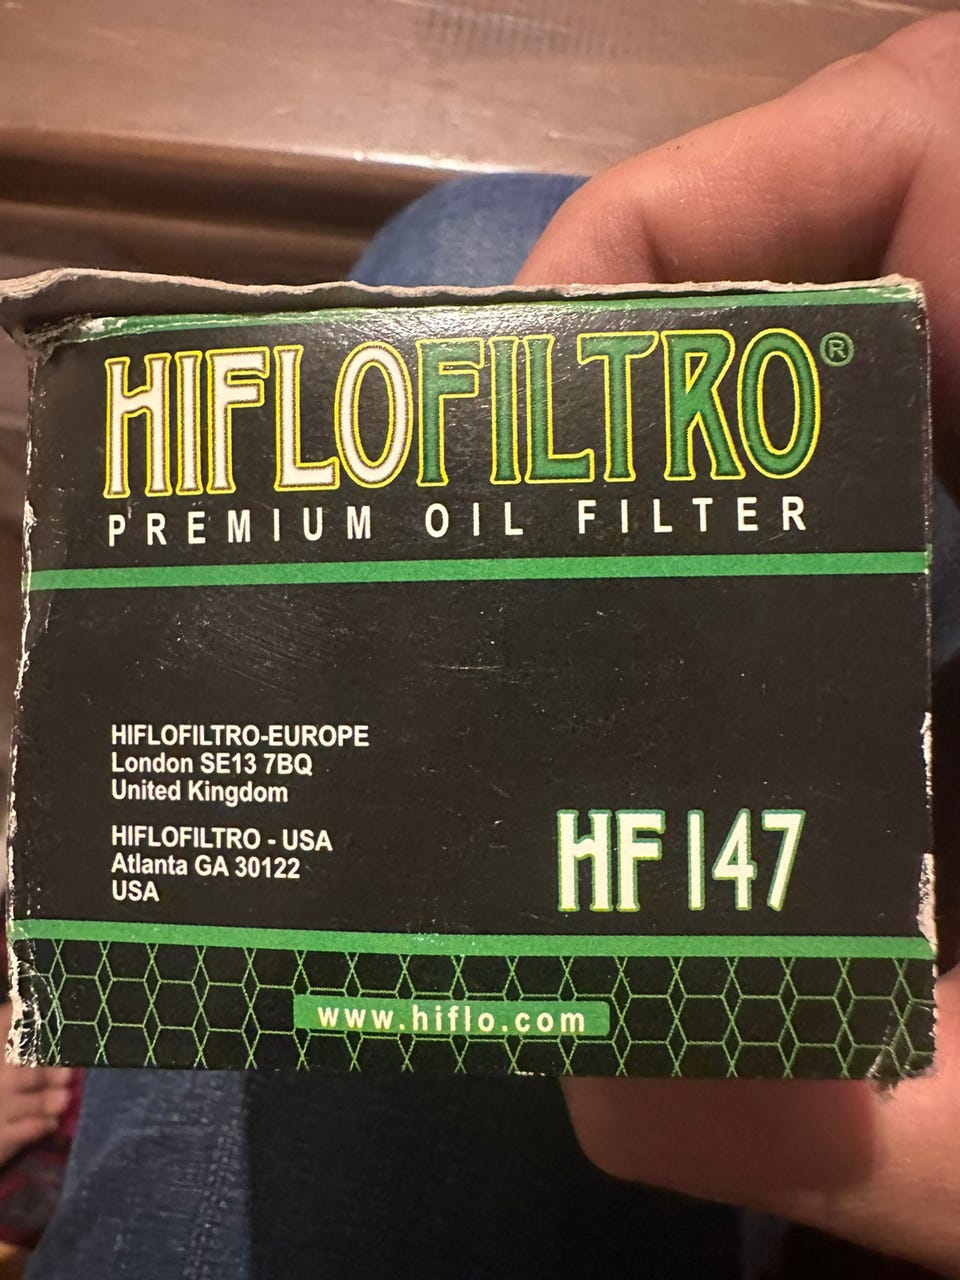 HIFLOFILTRO®
PREMIUM OIL FILTER
HIFLOFILTRO-EUROPE
London SE13 7BQ
United Kingdom
HIFLOFILTRO - USA
Atlanta GA 30122
USA
HF147
www.hiflo.com